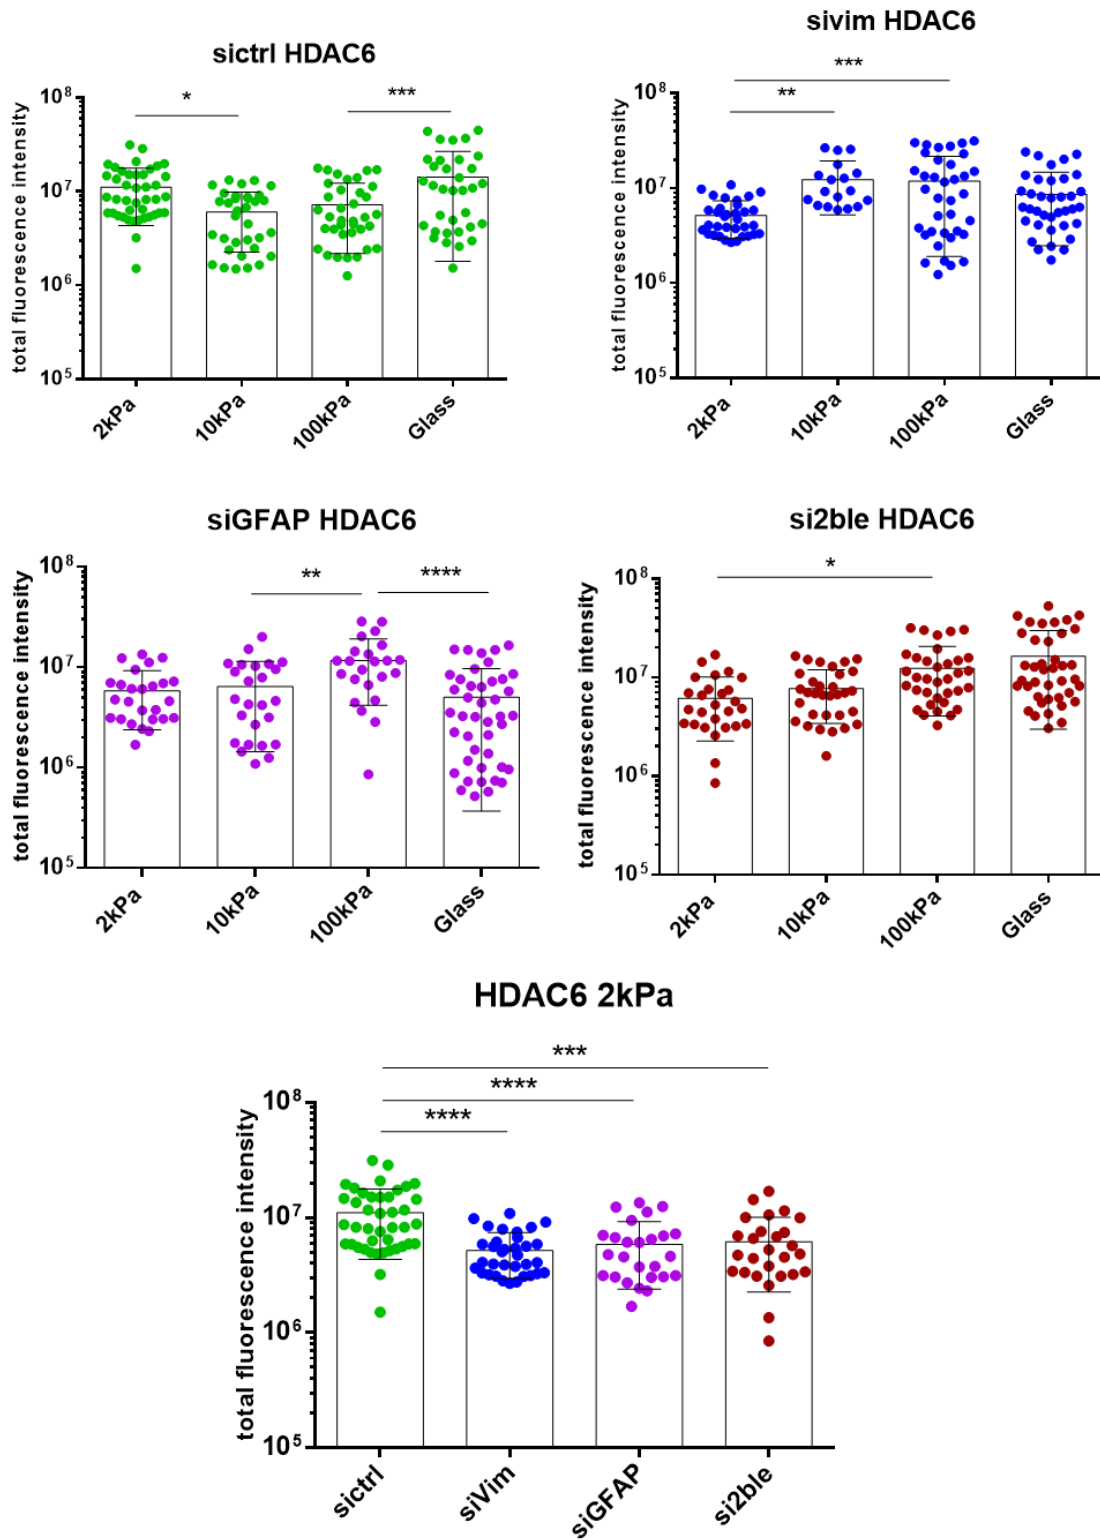 sictrl HDAC6
*
***
total fluorescence intensity
10⁸
10⁷
10⁶
10⁵
2kPa
10kPa
100kPa
Glass
sivim HDAC6
***
**
total fluorescence intensity
10⁸
10⁷
10⁶
10⁵
2kPa
10kPa
100kPa
Glass
siGFAP HDAC6
**
****
total fluorescence intensity
10⁸
10⁷
10⁶
10⁵
2kPa
10kPa
100kPa
Glass
si2ble HDAC6
*
total fluorescence intensity
10⁸
10⁷
10⁶
10⁵
2kPa
10kPa
100kPa
Glass
HDAC6 2kPa
***
****
****
total fluorescence intensity
10⁸
10⁷
10⁶
10⁵
sictrl
siVim
siGFAP
si2ble